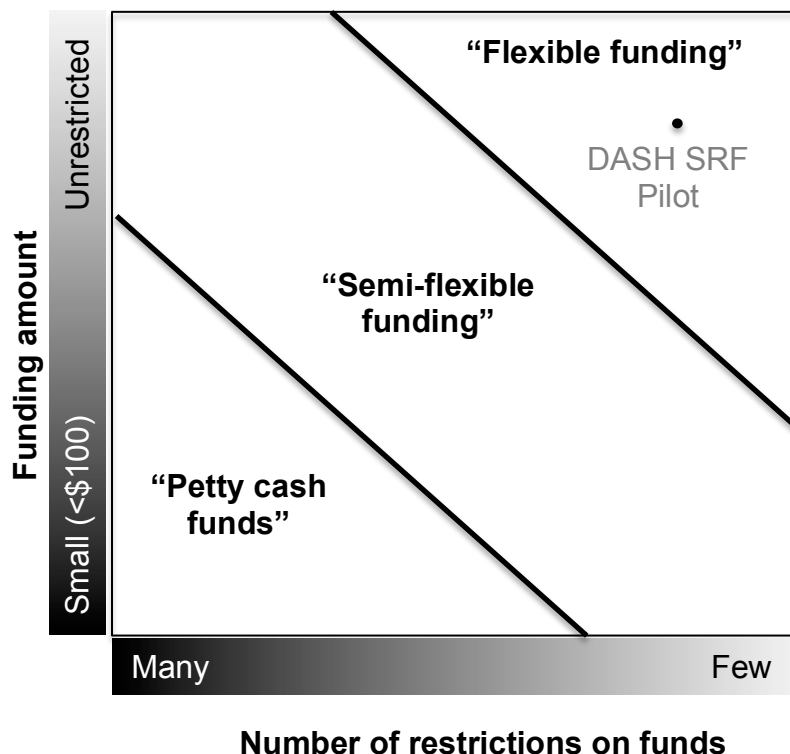 “Flexible funding”
DASH SRF
Pilot
“Semi-flexible
funding”
“Petty cash
funds”
Funding amount
Unrestricted
Small (<$100)
Many
Few
Number of restrictions on funds